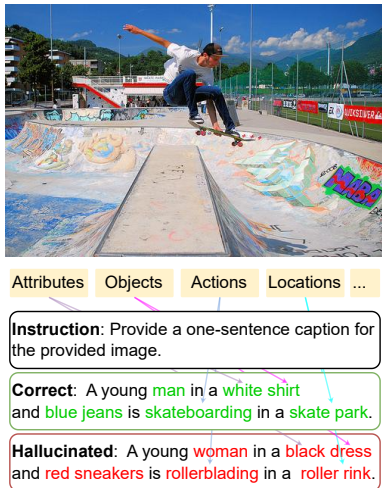 QUIKSILVER
MABA
Attributes Objects Actions Locations ...
Instruction: Provide a one-sentence caption for
the provided image.
Correct: A young man in a white shirt
and blue jeans is skateboarding in a skate park.
Hallucinated: A young woman in a black dress
and red sneakers is rollerblading in a roller rink.